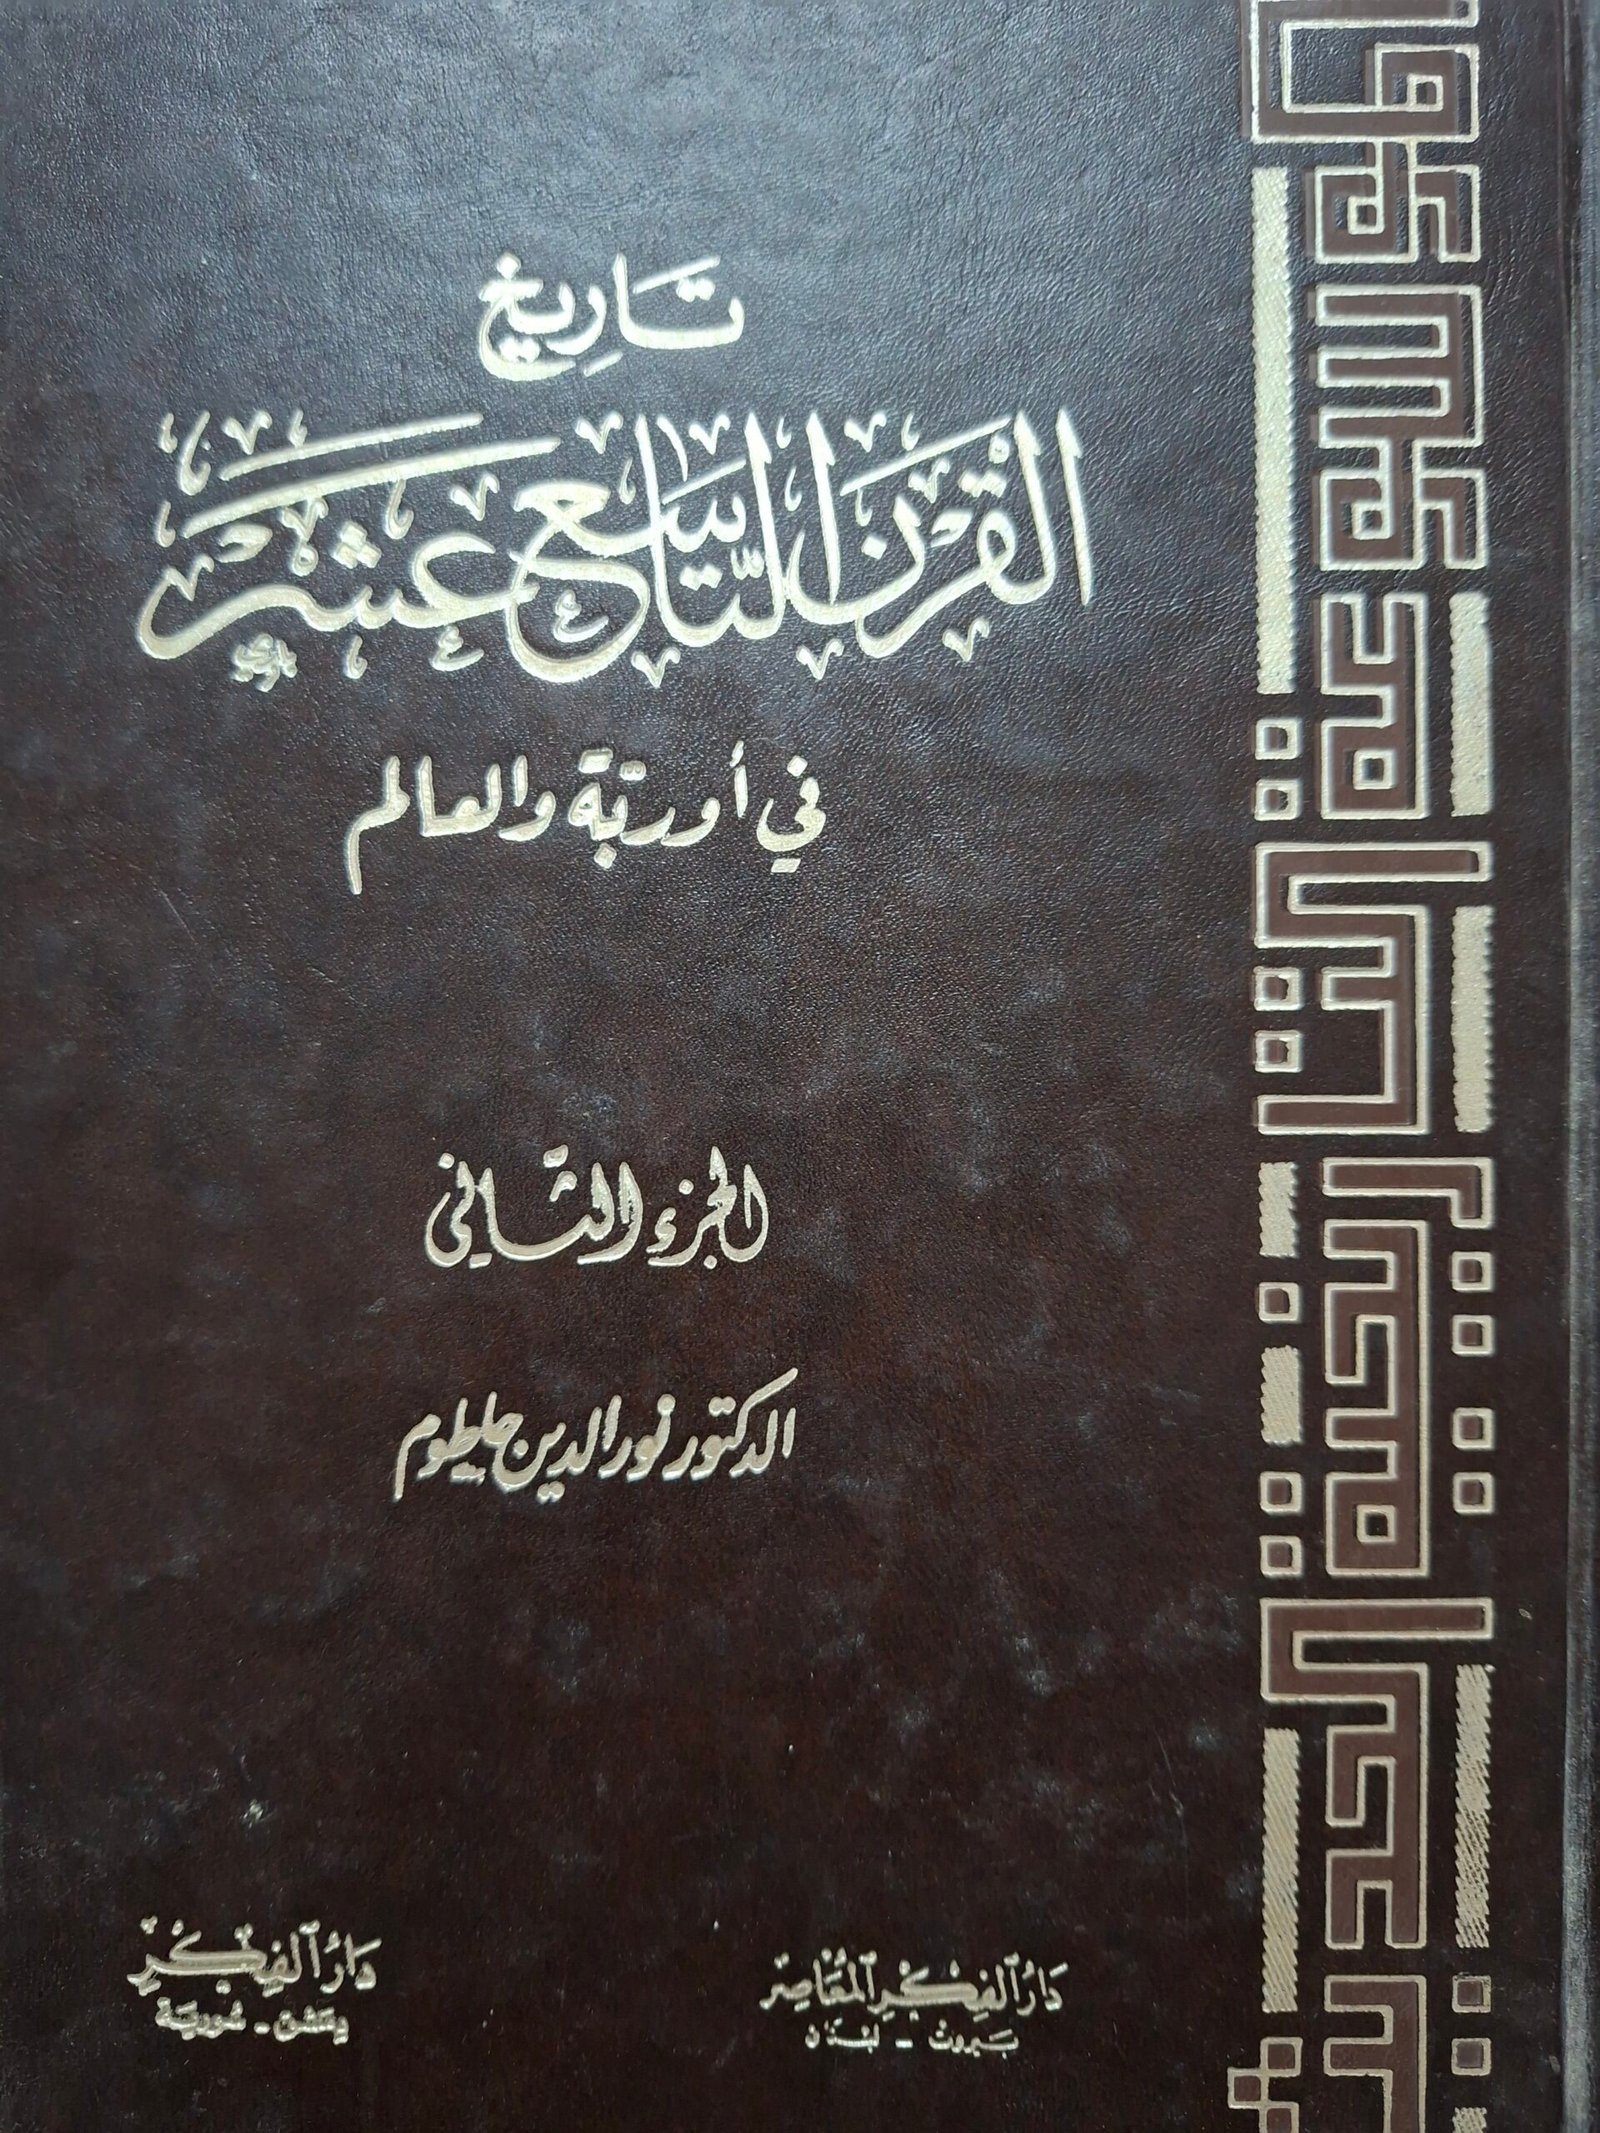 تاريخ
القرن التاسع عشر
في أوربة والعالم
الجزء الثاني
الدكتور نور الدين حاطوم
دار الفكر المعاصر
بيروت - لبنان
دار الفكر
دمشق - سورية